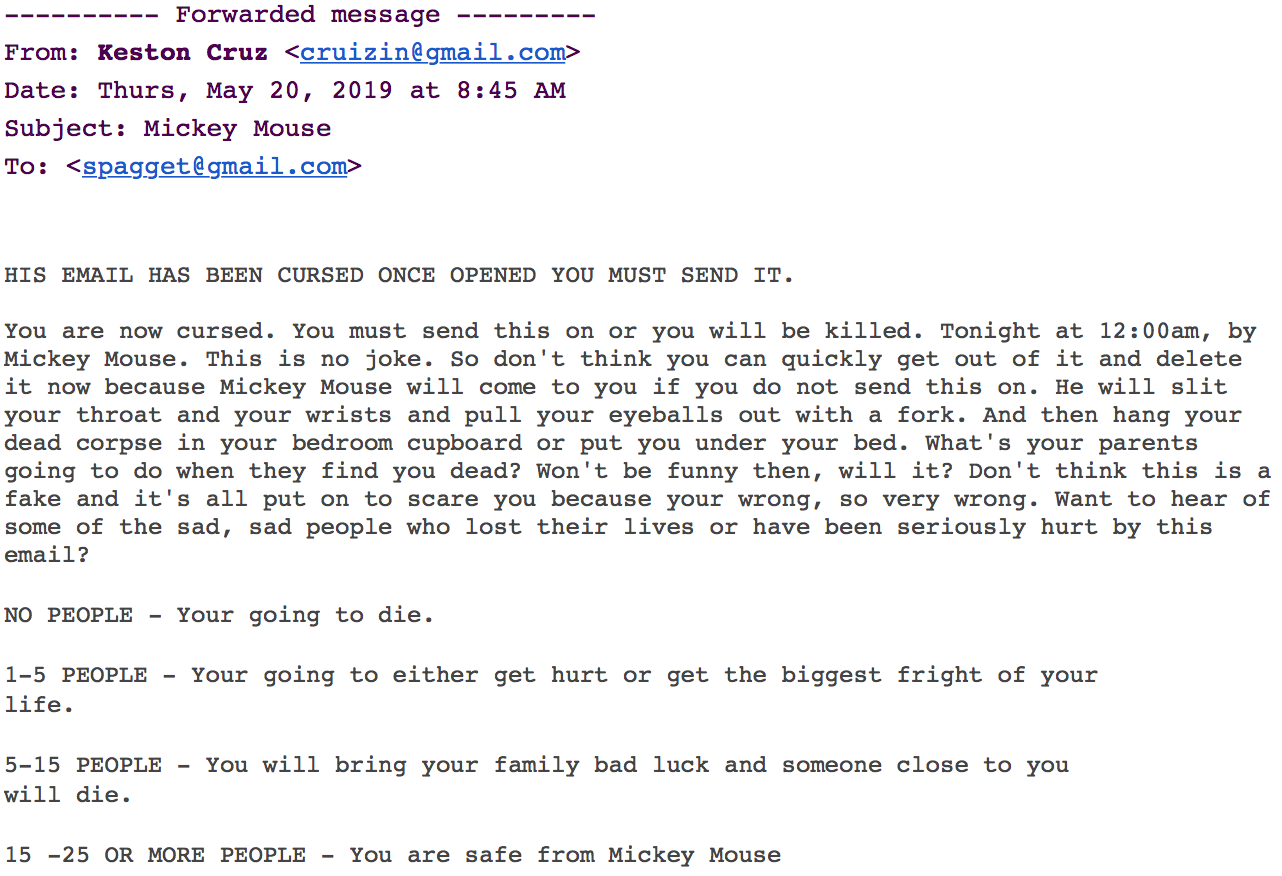 ---------- Forwarded message ---------
From: Keston Cruz <cruizin@gmail.com>
Date: Thurs, May 20, 2019 at 8:45 AM
Subject: Mickey Mouse
To: <spagget@gmail.com>
HIS EMAIL HAS BEEN CURSED ONCE OPENED YOU MUST SEND IT.
You are now cursed. You must send this on or you will be killed. Tonight at 12:00am, by
Mickey Mouse. This is no joke. So don't think you can quickly get out of it and delete
it now because Mickey Mouse will come to you if you do not send this on. He will slit
your throat and your wrists and pull your eyeballs out with a fork. And then hang your
dead corpse in your bedroom cupboard or put you under your bed. What's your parents
going to do when they find you dead? Won't be funny then, will it? Don't think this is a
fake and it's all put on to scare you because your wrong, so very wrong. Want to hear of
some of the sad, sad people who lost their lives or have been seriously hurt by this
email?
NO PEOPLE - Your going to die.
1-5 PEOPLE - Your going to either get hurt or get the biggest fright of your
life.
5-15 PEOPLE - You will bring your family bad luck and someone close to you
will die.
15 -25 OR MORE PEOPLE - You are safe from Mickey Mouse